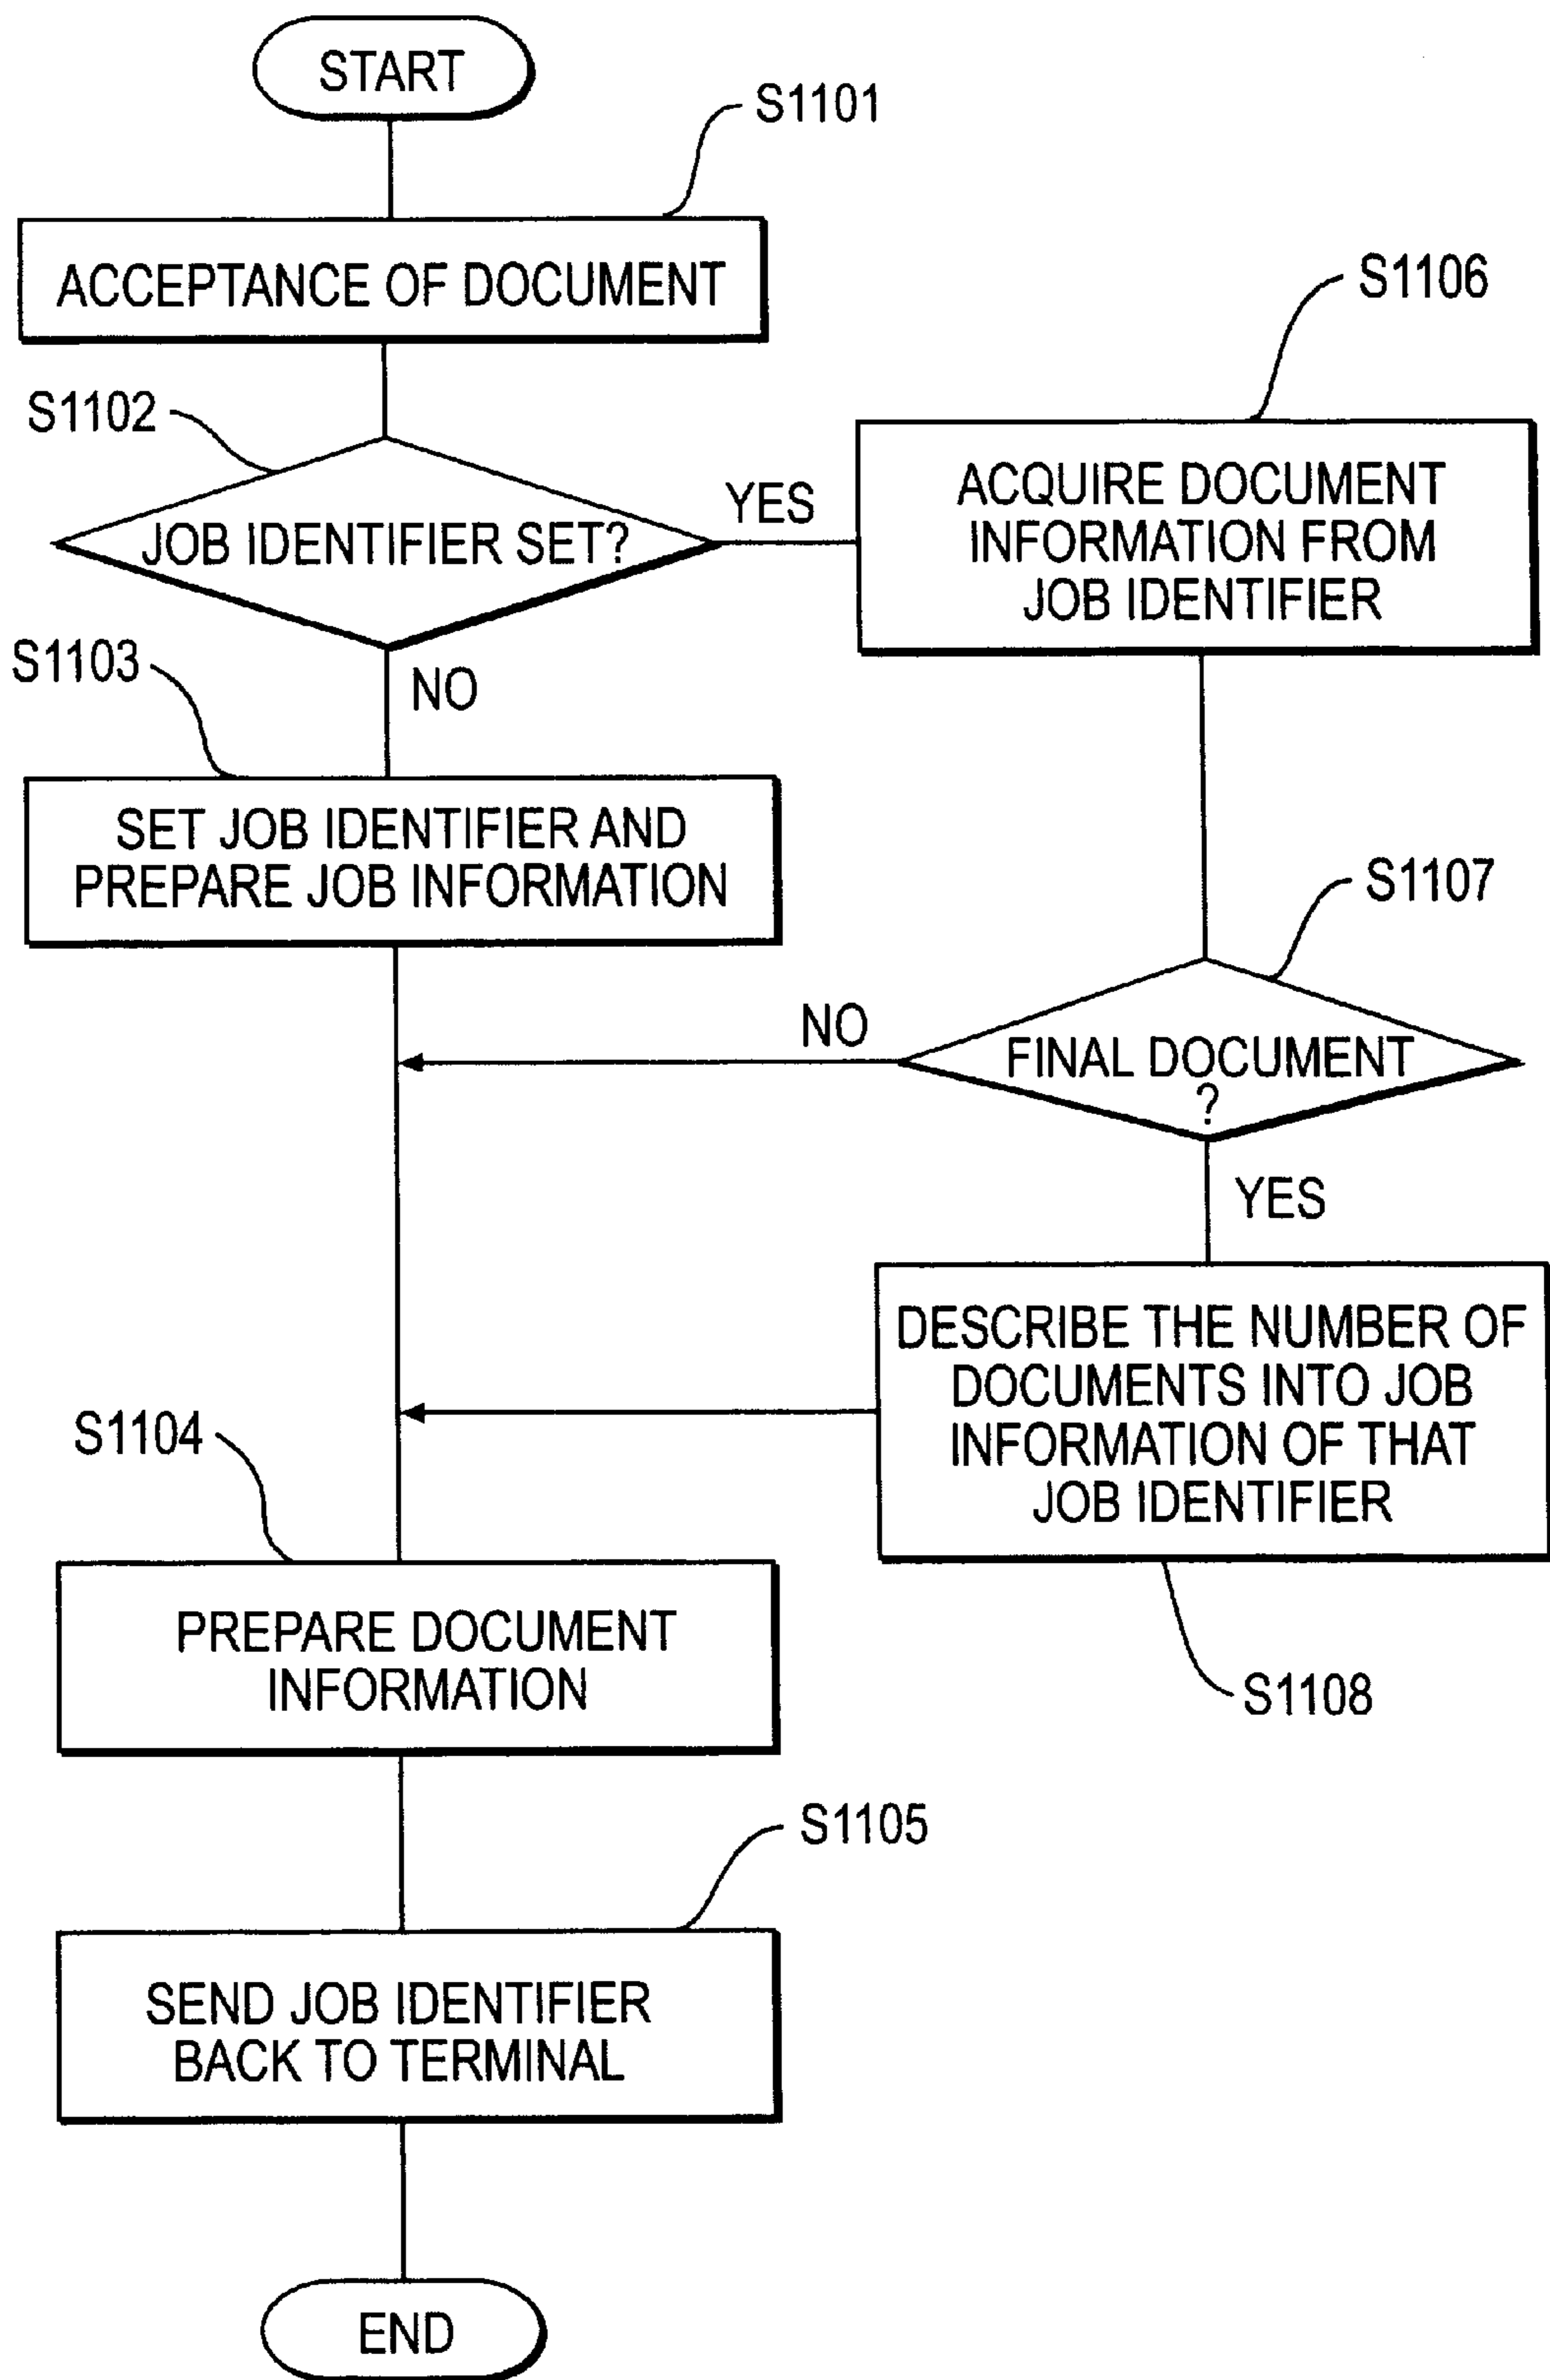 START
S1101
ACCEPTANCE OF DOCUMENT
S1102
JOB IDENTIFIER SET?
YES
S1106
ACQUIRE DOCUMENT
INFORMATION FROM
JOB IDENTIFIER
NO
S1103
SET JOB IDENTIFIER AND
PREPARE JOB INFORMATION
S1107
FINAL DOCUMENT
?
NO
YES
DESCRIBE THE NUMBER OF
DOCUMENTS INTO JOB
INFORMATION OF THAT
JOB IDENTIFIER
S1108
S1104
PREPARE DOCUMENT
INFORMATION
S1105
SEND JOB IDENTIFIER
BACK TO TERMINAL
END